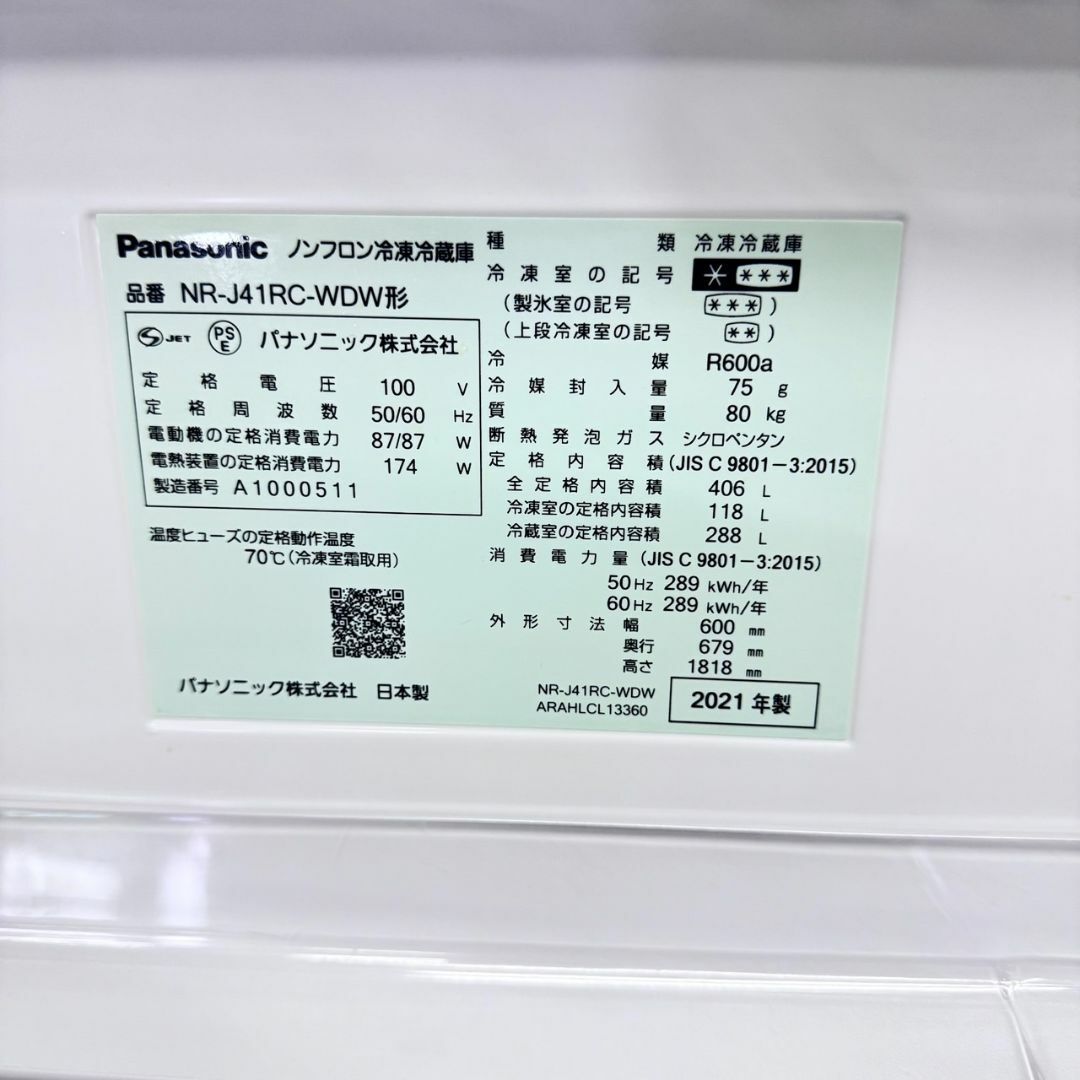 Panasonic ノンフロン冷凍冷蔵庫
品番 NR-J41RC-WDW形
S JET PSE パナソニック株式会社
定格電圧 100 V
定格周波数 50/60 Hz
電動機の定格消費電力 87/87 W
電熱装置の定格消費電力 174 W
製造番号 A1000511
温度ヒューズの定格動作温度
70℃(冷凍室霜取用)
パナソニック株式会社 日本製
種類 冷凍冷蔵庫
冷凍室の記号 * ***
(製氷室の記号 ***)
(上段冷凍室の記号 **)
冷媒 R600a
冷媒封入量 75 g
質量 80 kg
断熱発泡ガス シクロペンタン
定格内容積 (JIS C 9801-3:2015)
全定格内容積 406 L
冷凍室の定格内容積 118 L
冷蔵室の定格内容積 288 L
消費電力量 (JIS C 9801-3:2015)
50Hz 289 kWh/年
60Hz 289 kWh/年
外形寸法 幅 600 mm
奥行 679 mm
高さ 1818 mm
NR-J41RC-WDW
ARAHLCL13360
2021年製